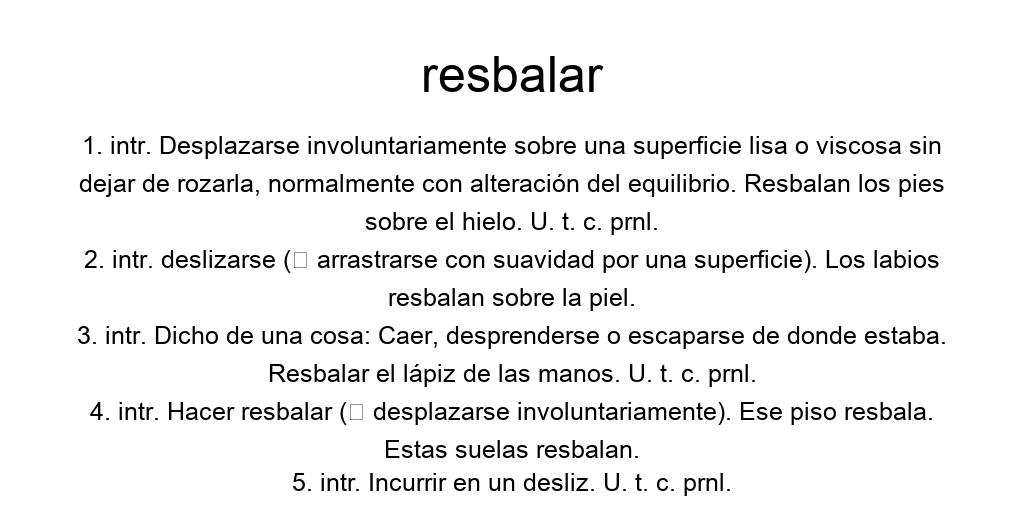 resbalar
1. intr. Desplazarse involuntariamente sobre una superficie lisa o viscosa sin
dejar de rozarla, normalmente con alteración del equilibrio. Resbalan los pies
sobre el hielo. U. t. c. prnl.
2. intr. deslizarse (□ arrastrarse con suavidad por una superficie). Los labios
resbalan sobre la piel.
3. intr. Dicho de una cosa: Caer, desprenderse o escaparse de donde estaba.
Resbalar el lápiz de las manos. U. t. c. prnl.
4. intr. Hacer resbalar (□ desplazarse involuntariamente). Ese piso resbala.
Estas suelas resbalan.
5. intr. Incurrir en un desliz. U. t. c. prnl.